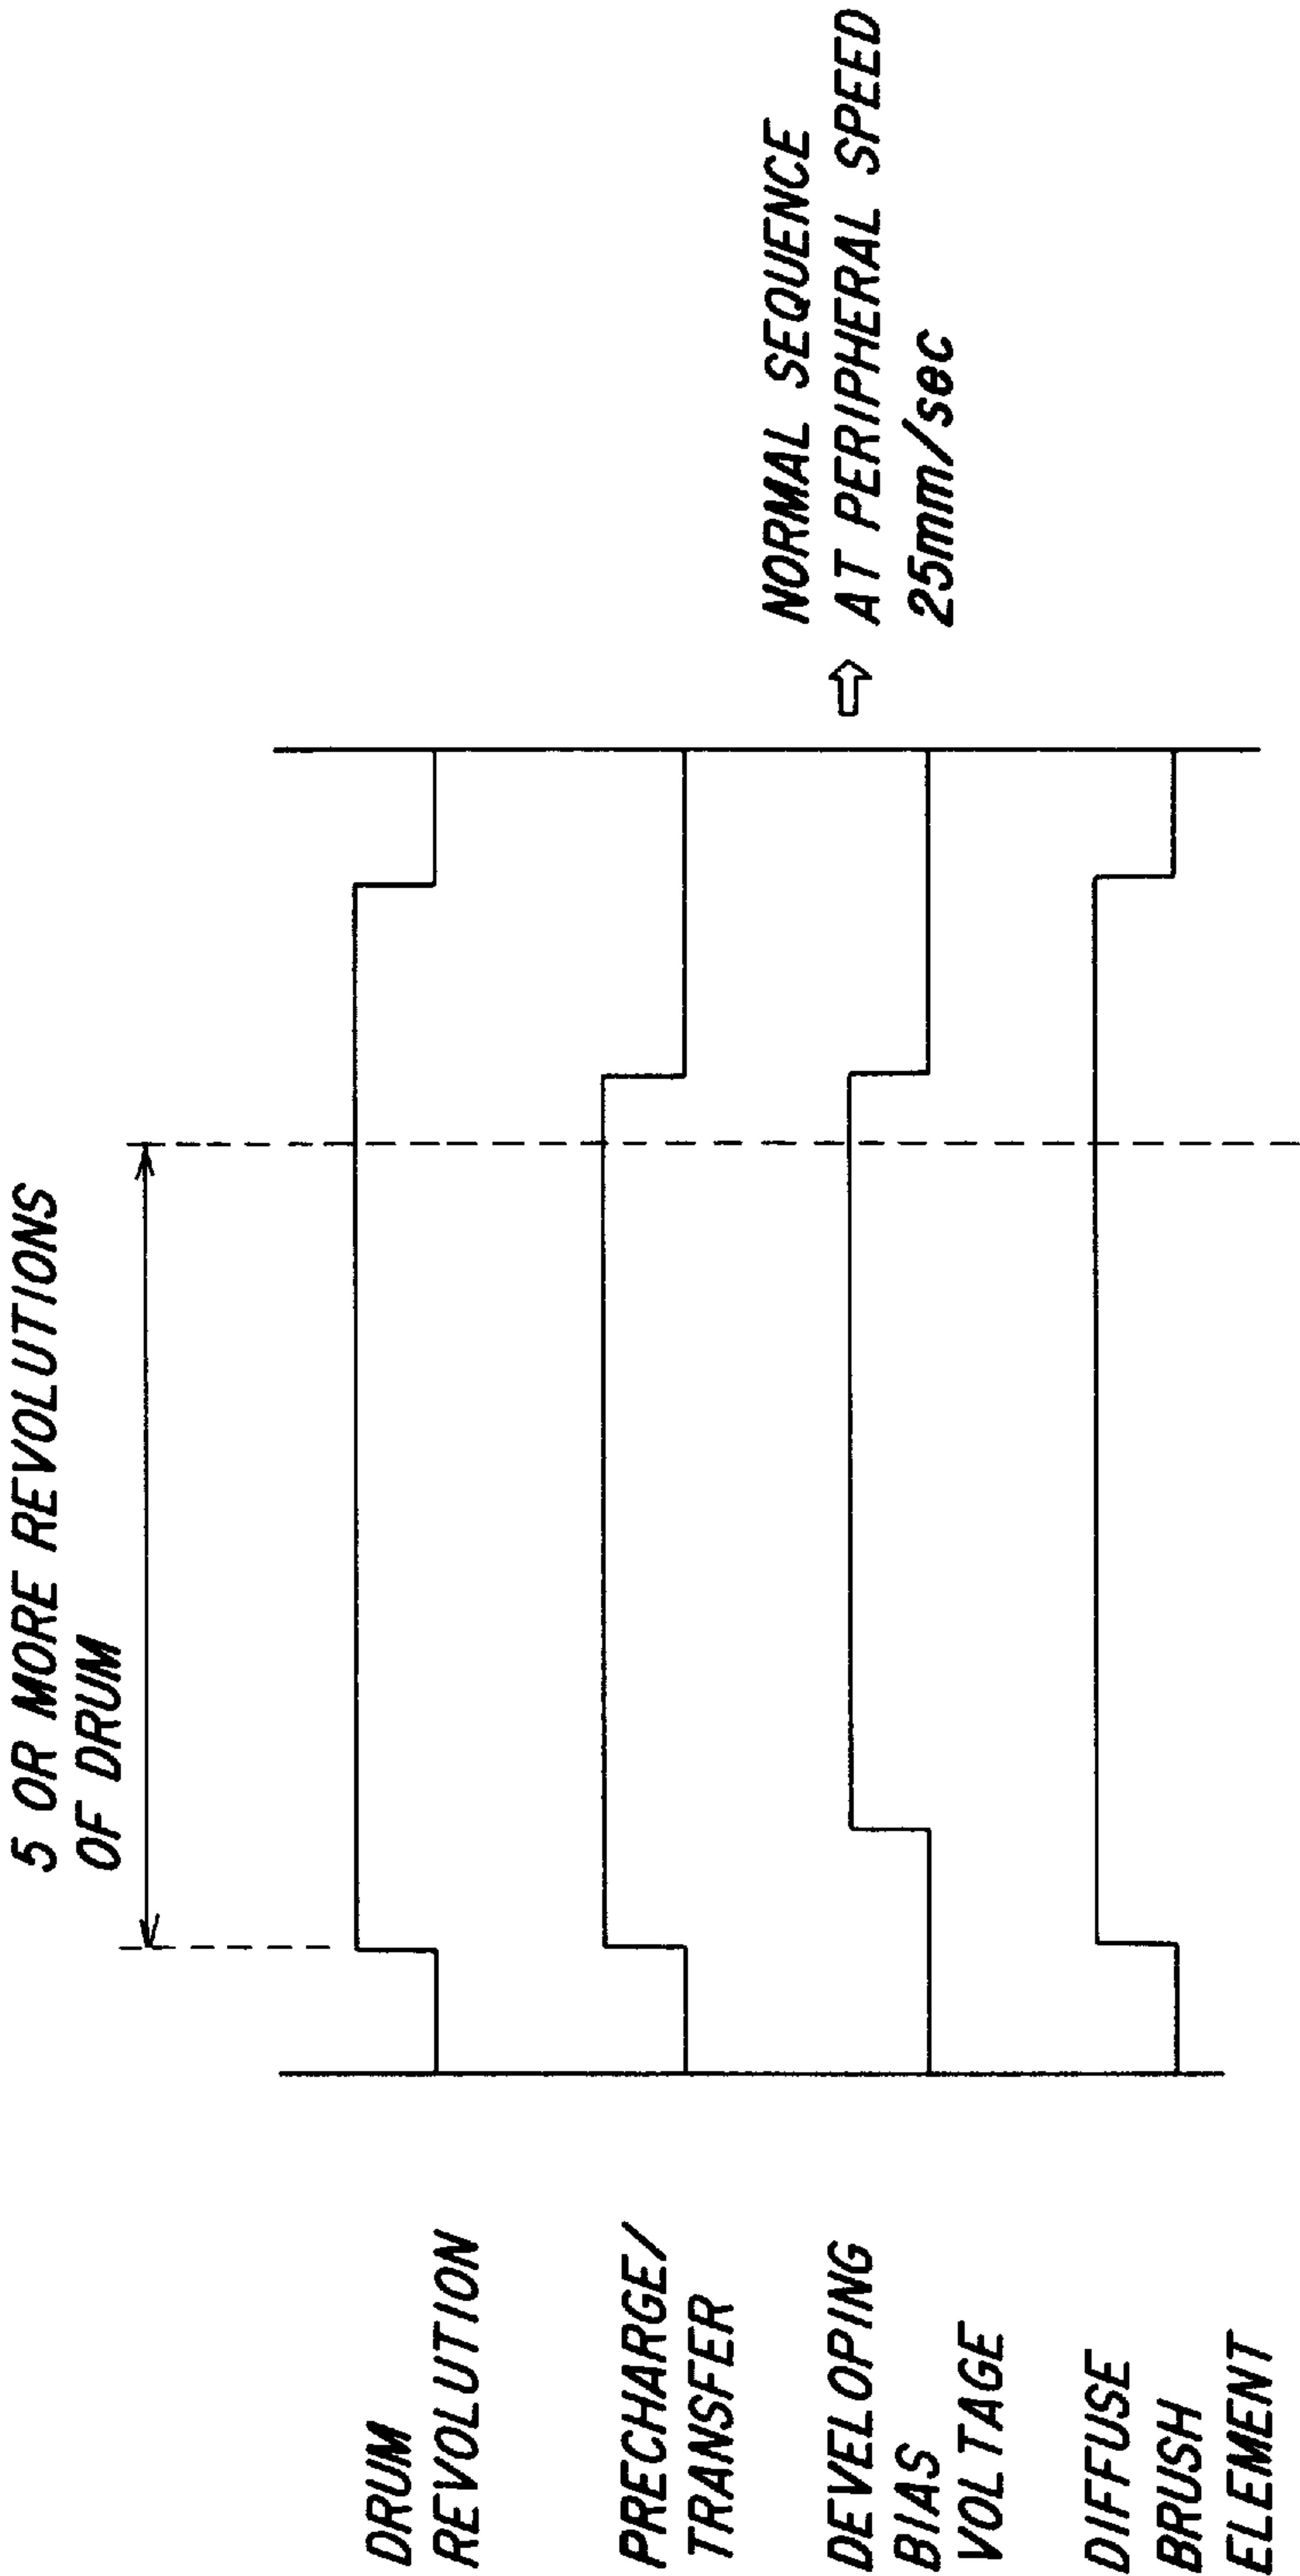 5 OR MORE REVOLUTIONS
OF DRUM
DRUM
REVOLUTION
PRECHARGE/
TRANSFER
DEVELOPING
BIAS
VOLTAGE
DIFFUSE
BRUSH
ELEMENT
NORMAL SEQUENCE
AT PERIPHERAL SPEED
25mm/sec